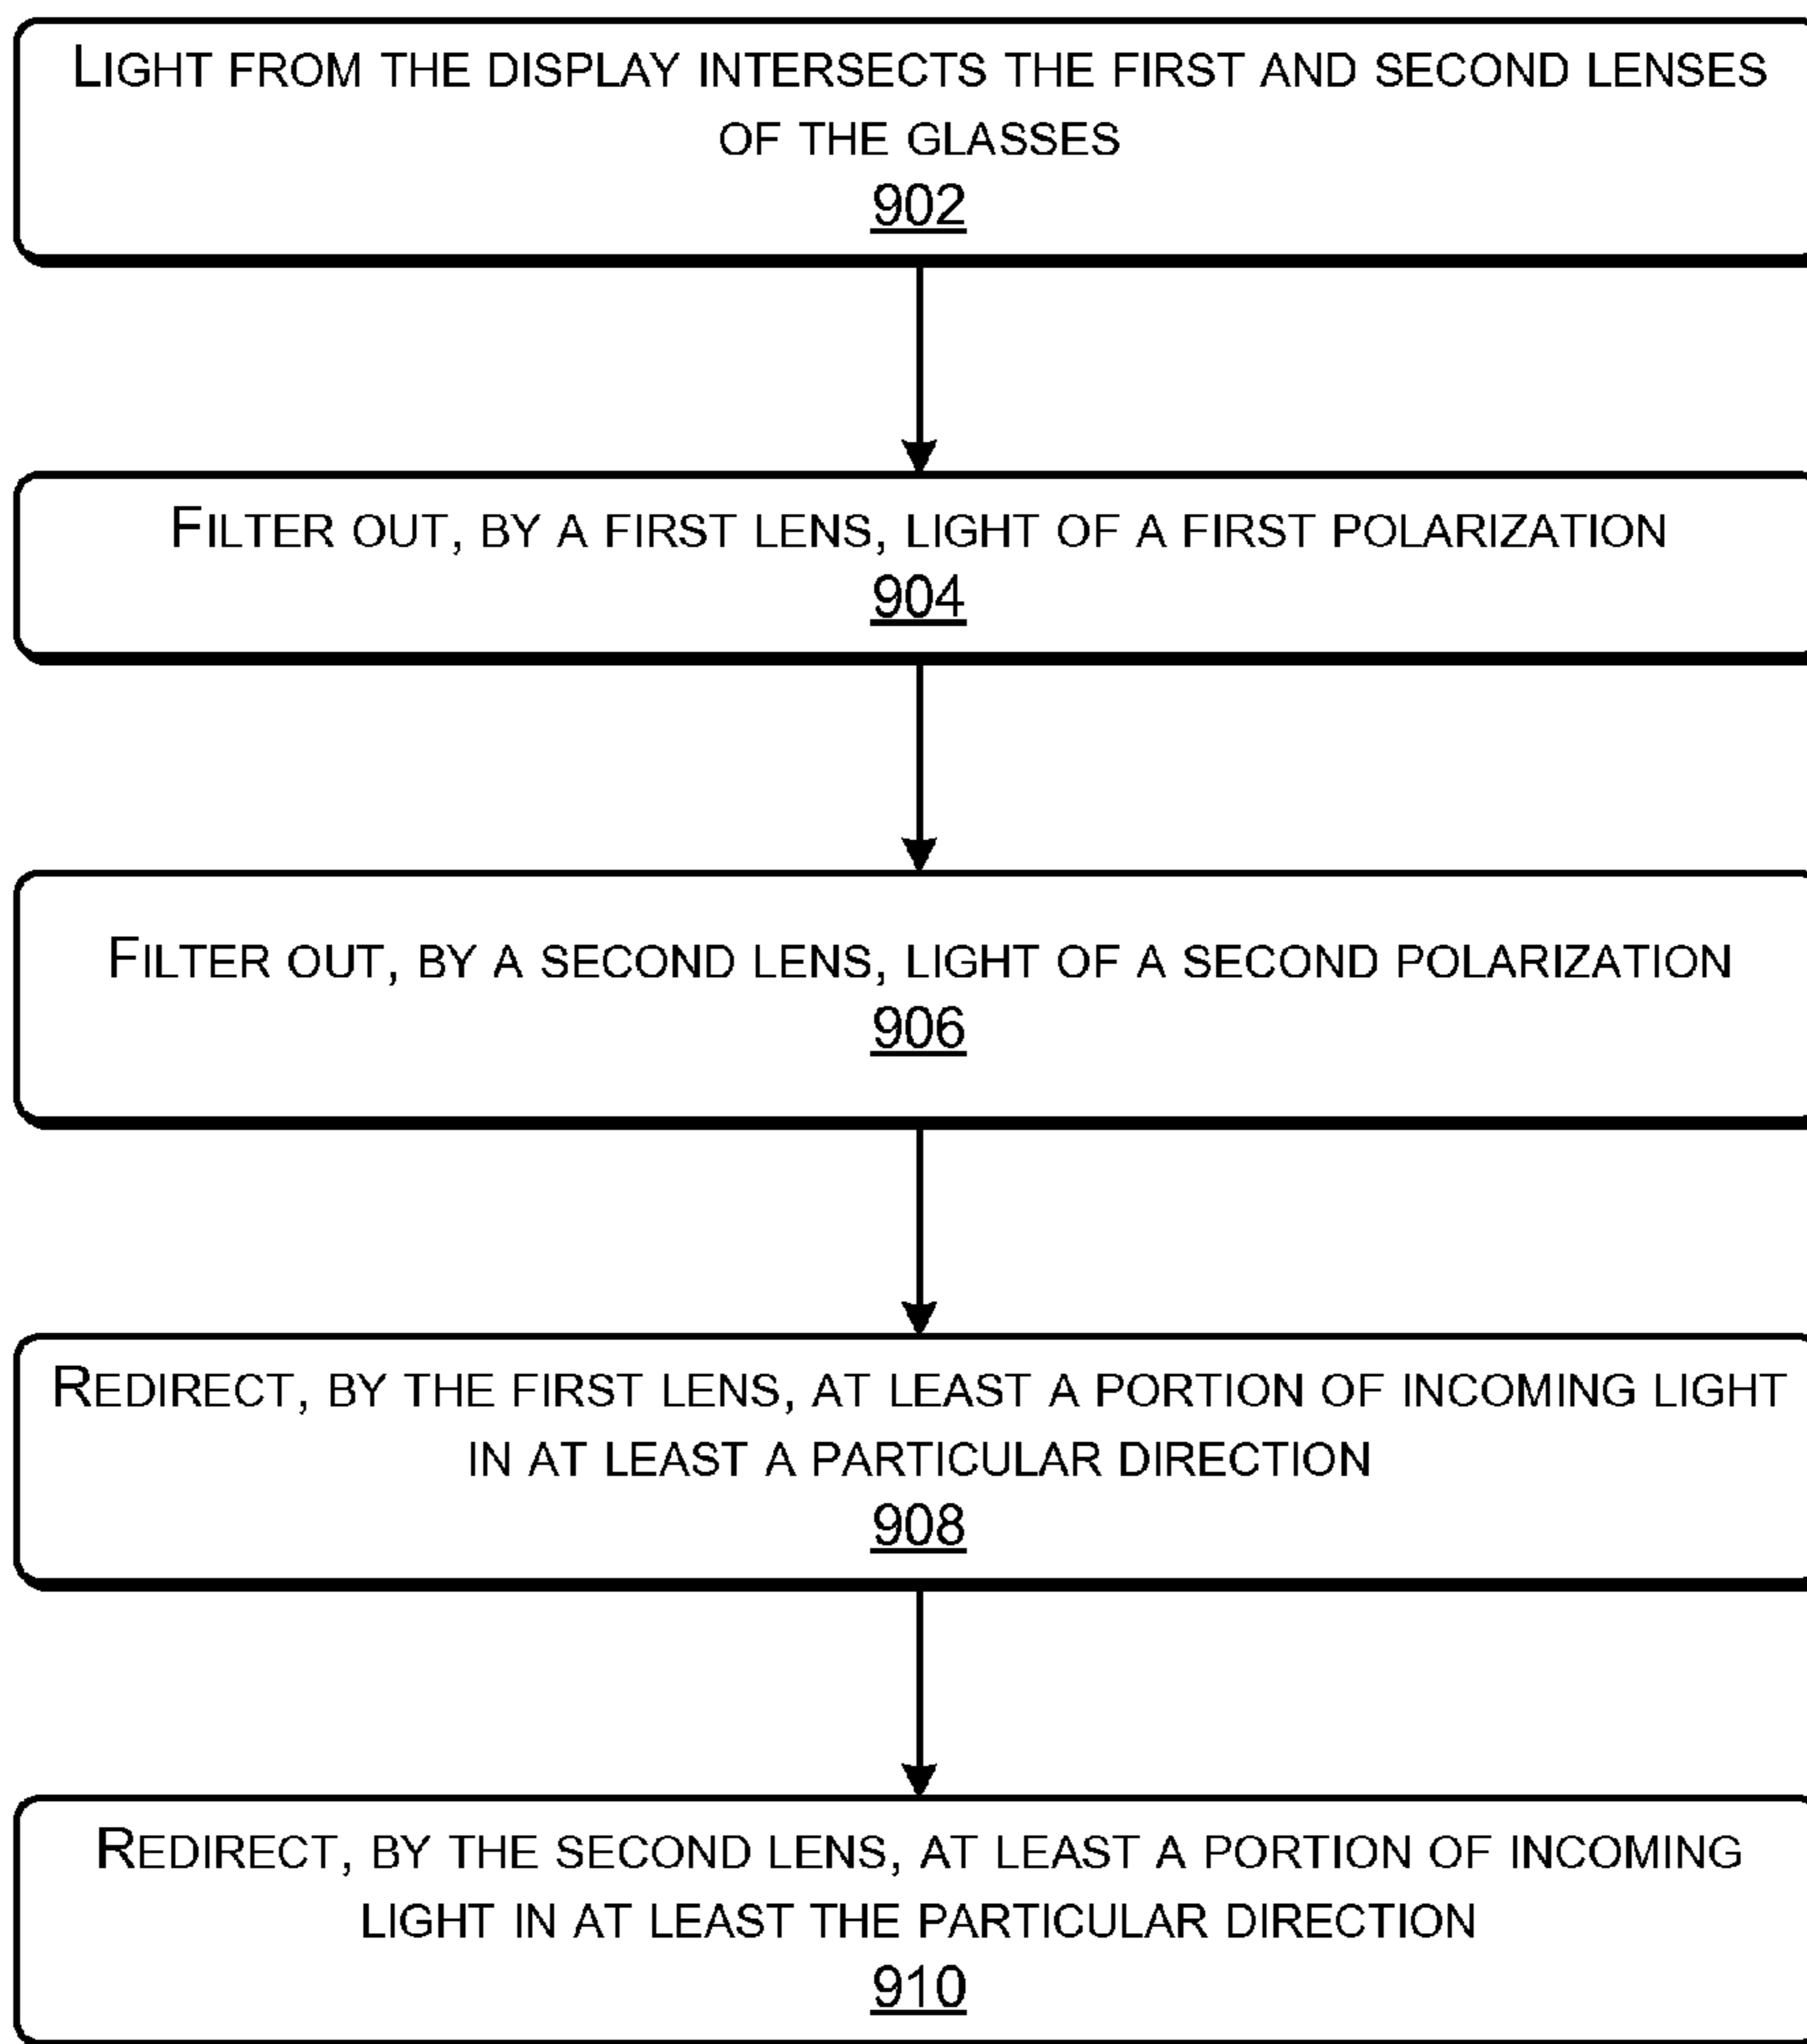 LIGHT FROM THE DISPLAY INTERSECTS THE FIRST AND SECOND LENSES
OF THE GLASSES
902
FILTER OUT, BY A FIRST LENS, LIGHT OF A FIRST POLARIZATION
904
FILTER OUT, BY A SECOND LENS, LIGHT OF A SECOND POLARIZATION
906
REDIRECT, BY THE FIRST LENS, AT LEAST A PORTION OF INCOMING LIGHT
IN AT LEAST A PARTICULAR DIRECTION
908
REDIRECT, BY THE SECOND LENS, AT LEAST A PORTION OF INCOMING
LIGHT IN AT LEAST THE PARTICULAR DIRECTION
910